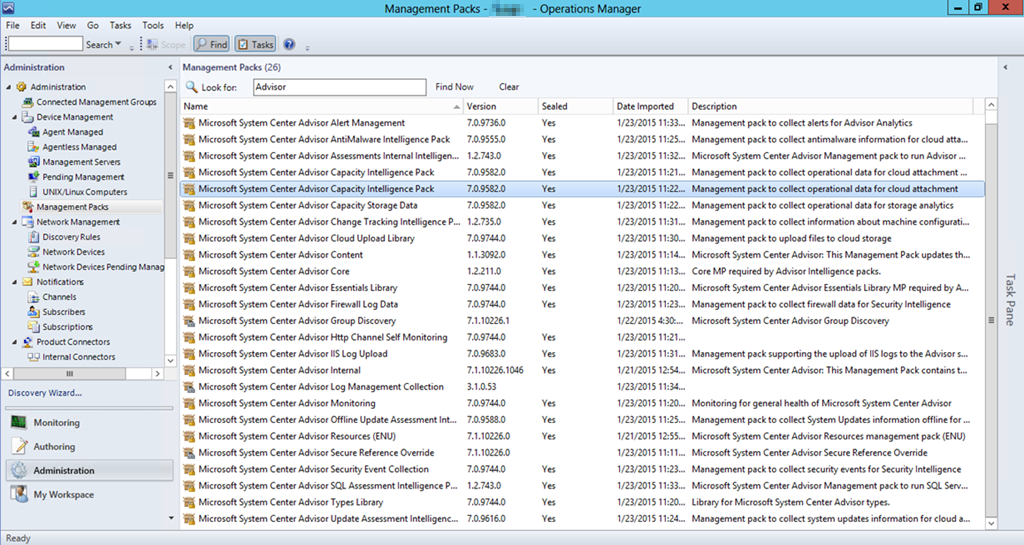 Management Packs - - Operations Manager
File Edit View Go Tasks Tools Help
Search Scope Find Tasks
Administration
Administration
Connected Management Groups
Device Management
Agent Managed
Agentless Managed
Management Servers
Pending Management
UNIX/Linux Computers
Management Packs
Network Management
Discovery Rules
Network Devices
Network Devices Pending Manag
Notifications
Channels
Subscribers
Subscriptions
Product Connectors
Internal Connectors
Discovery Wizard...
Monitoring
Authoring
Administration
My Workspace
Management Packs (26)
Look for: Advisor Find Now Clear
Name Version Sealed Date Imported Description
Microsoft System Center Advisor Alert Management 7.0.9736.0 Yes 1/23/2015 11:33... Management pack to collect alerts for Advisor Analytics
Microsoft System Center Advisor AntiMalware Intelligence Pack 7.0.9555.0 Yes 1/23/2015 11:25... Management pack to collect antimalware information for cloud atta...
Microsoft System Center Advisor Assessments Internal Intelligen... 1.2.743.0 Yes 1/23/2015 11:32... Microsoft System Center Advisor Management pack to run Advisor ...
Microsoft System Center Advisor Capacity Intelligence Pack 7.0.9582.0 Yes 1/23/2015 11:21... Management pack to collect operational data for cloud attachment ...
Microsoft System Center Advisor Capacity Intelligence Pack 7.0.9582.0 Yes 1/23/2015 11:22... Management pack to collect operational data for cloud attachment
Microsoft System Center Advisor Capacity Storage Data 7.0.9582.0 Yes 1/23/2015 11:22... Management pack to collect operational data for storage analytics
Microsoft System Center Advisor Change Tracking Intelligence P... 1.2.735.0 Yes 1/23/2015 11:31... Management pack to collect information about machine configurati...
Microsoft System Center Advisor Cloud Upload Library 7.0.9744.0 Yes 1/23/2015 11:30... Management pack to upload files to cloud storage
Microsoft System Center Advisor Content 1.1.3092.0 Yes 1/23/2015 11:14... Microsoft System Center Advisor: This Management Pack updates th...
Microsoft System Center Advisor Core 1.2.211.0 Yes 1/23/2015 11:13... Core MP required by Advisor Intelligence packs.
Microsoft System Center Advisor Essentials Library 7.0.9744.0 Yes 1/23/2015 11:20... Microsoft System Center Advisor Essentials Library MP required by A...
Microsoft System Center Advisor Firewall Log Data 7.0.9744.0 Yes 1/23/2015 11:23... Management pack to collect firewall data for Security Intelligence
Microsoft System Center Advisor Group Discovery 7.1.10226.1 1/22/2015 4:30:... Microsoft System Center Advisor Group Discovery
Microsoft System Center Advisor Http Channel Self Monitoring 7.0.9744.0 Yes 1/23/2015 11:21...
Microsoft System Center Advisor IIS Log Upload 7.0.9683.0 Yes 1/23/2015 11:31... Management pack supporting the upload of IIS logs to the Advisor s...
Microsoft System Center Advisor Internal 7.1.10226.1046 Yes 1/21/2015 12:54... Microsoft System Center Advisor: This Management Pack contains t...
Microsoft System Center Advisor Log Management Collection 3.1.0.53 1/23/2015 11:34...
Microsoft System Center Advisor Monitoring 7.0.9744.0 Yes 1/23/2015 11:20... Monitoring for general health of Microsoft System Center Advisor
Microsoft System Center Advisor Offline Update Assessment Int... 7.0.9588.0 Yes 1/23/2015 11:20... Management pack to collect System Updates information offline for ...
Microsoft System Center Advisor Resources (ENU) 7.1.10226.0 Yes 1/21/2015 12:55... Microsoft System Center Advisor Resources management pack (ENU)
Microsoft System Center Advisor Secure Reference Override 7.1.10226.0 1/23/2015 11:11... Microsoft System Center Advisor Secure Reference Override
Microsoft System Center Advisor Security Event Collection 7.0.9744.0 Yes 1/23/2015 11:23... Management pack to collect security events for Security Intelligence
Microsoft System Center Advisor SQL Assessment Intelligence P... 1.2.743.0 Yes 1/23/2015 11:33... Microsoft System Center Advisor Management pack to run SQL Serv...
Microsoft System Center Advisor Types Library 7.0.9744.0 Yes 1/23/2015 11:20... Library for Microsoft System Center Advisor types.
Microsoft System Center Advisor Update Assessment Intelligenc... 7.0.9616.0 Yes 1/23/2015 11:24... Management pack to collect system updates information for cloud a...
Task Pane
Ready